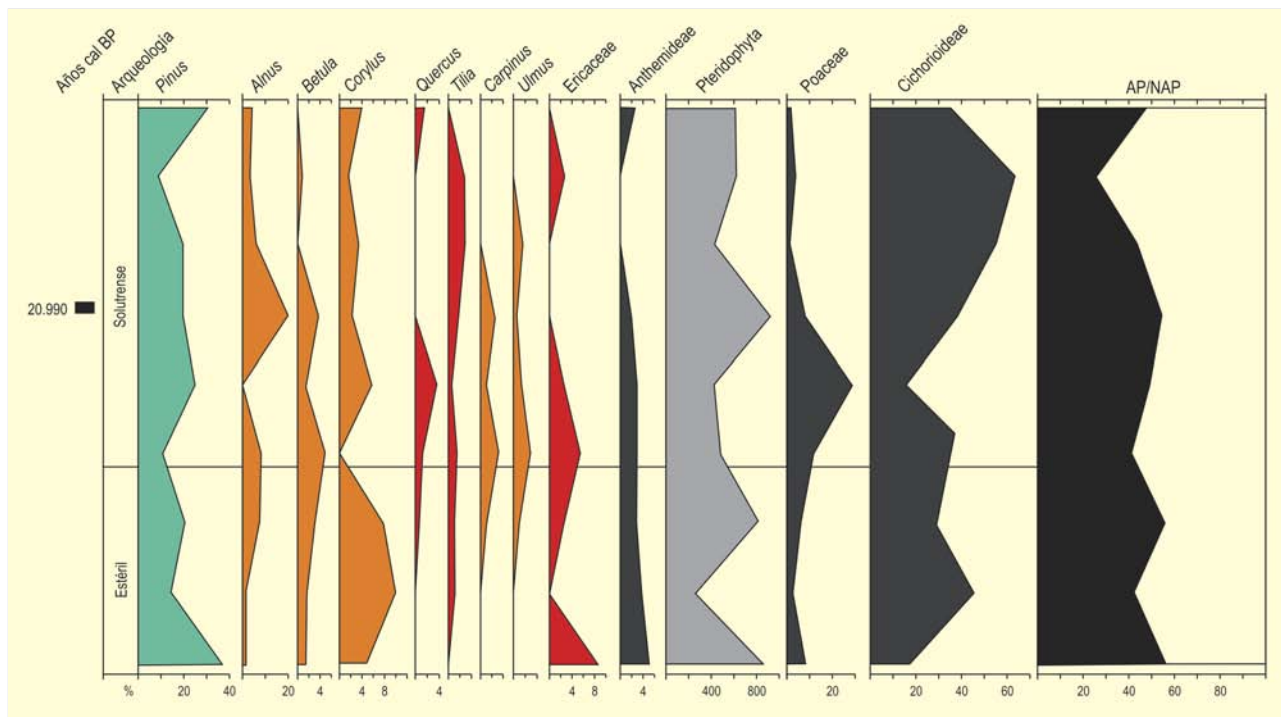 Años cal BP
Arqueologia
Pinus
Alnus
Betula
Corylus
Quercus
Tilia
Carpinus
Ulmus
Ericaceae
Anthemideae
Pteridophyta
Poaceae
Cichorioideae
AP/NAP
Solutrense
20.990
Estéril
% 20 40 20 4 4 8 4 4 8 4 400 800 20 20 40 60 20 40 60 80